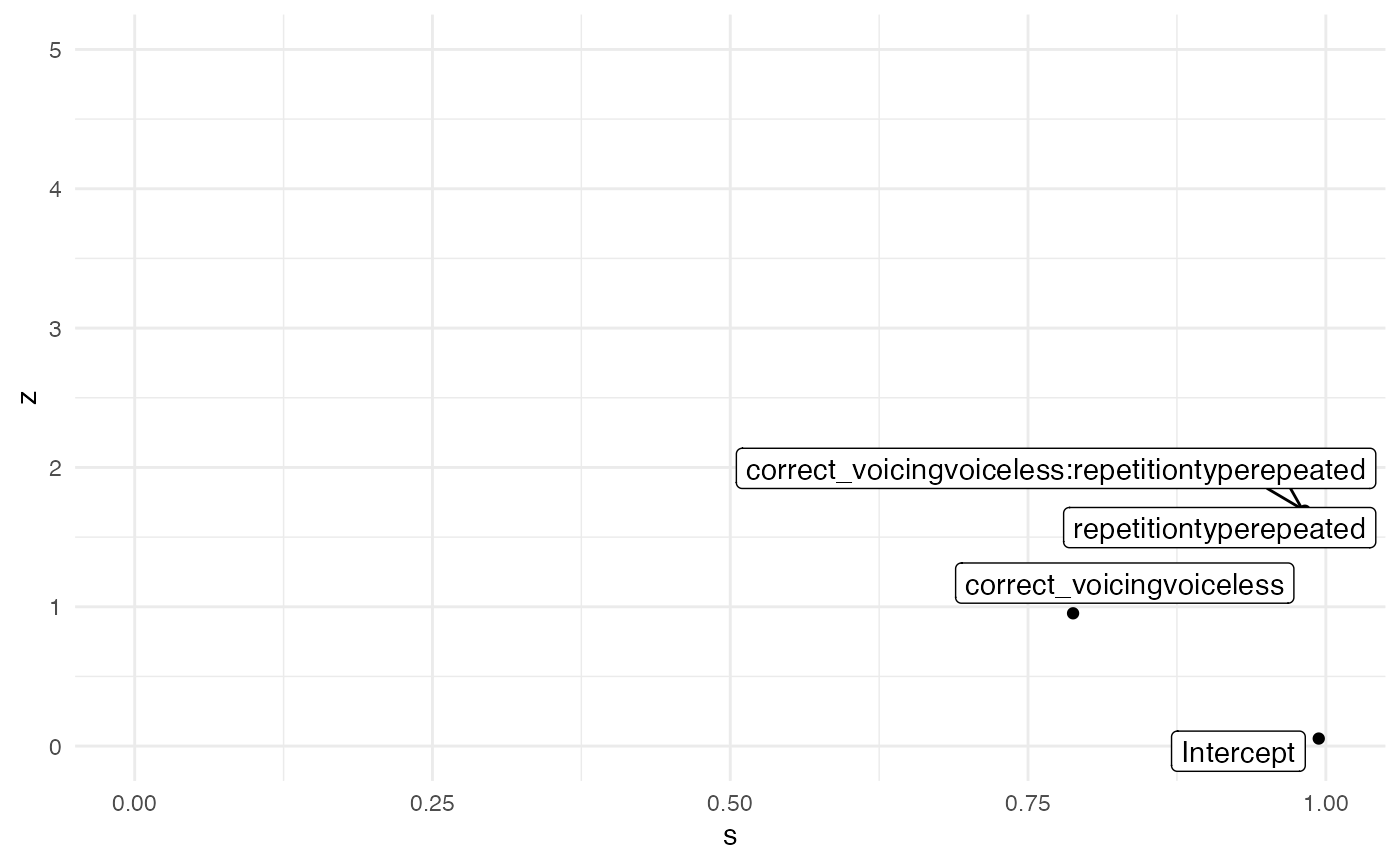 5
4
3
z
2
correct_voicingvoiceless:repetitiontyperepeated
repetitiontyperepeated
correct_voicingvoiceless
1
0
Intercept
0.00
0.25
0.50
0.75
1.00
s